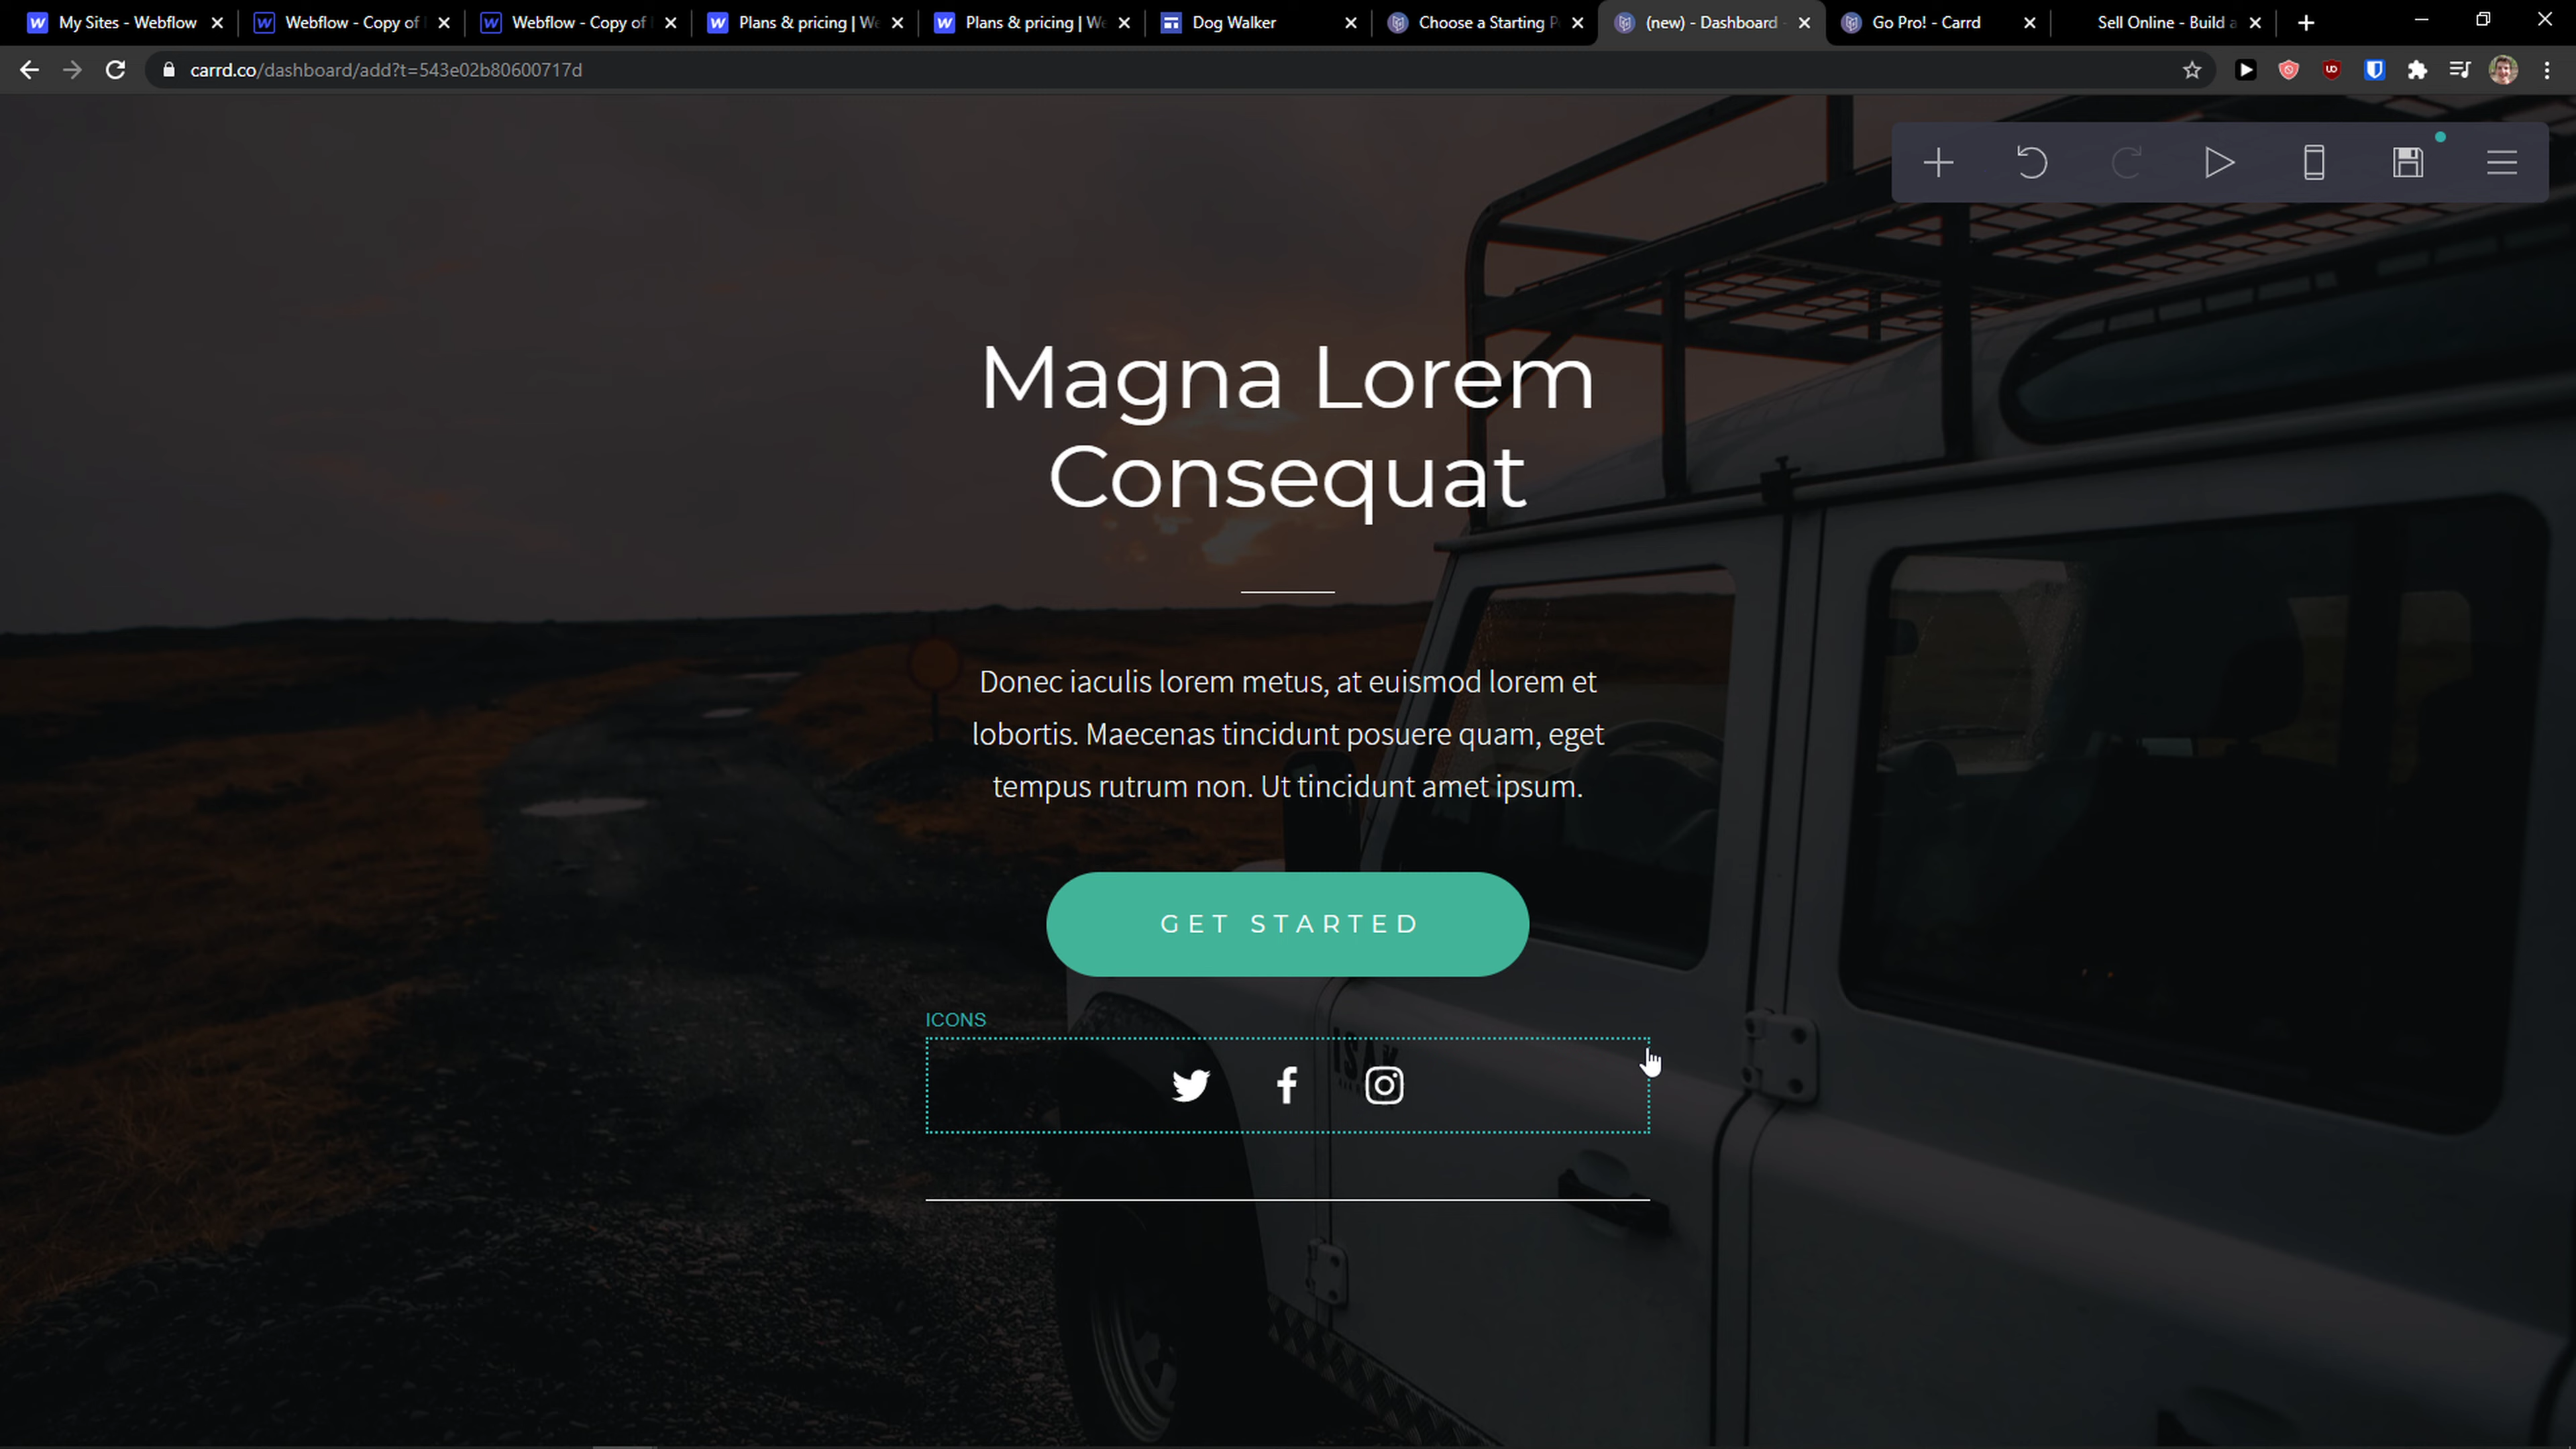 My Sites - Webflow
Webflow - Copy of
Webflow - Copy of
Plans & pricing | We
Plans & pricing | We
Dog Walker
Choose a Starting P
(new) - Dashboard -
Go Pro! - Carrd
Sell Online - Build a
carrd.co/dashboard/add?t=543e02b80600717d
Magna Lorem
Consequat
Donec iaculis lorem metus, at euismod lorem et
lobortis. Maecenas tincidunt posuere quam, eget
tempus rutrum non. Ut tincidunt amet ipsum.
GET STARTED
ICONS